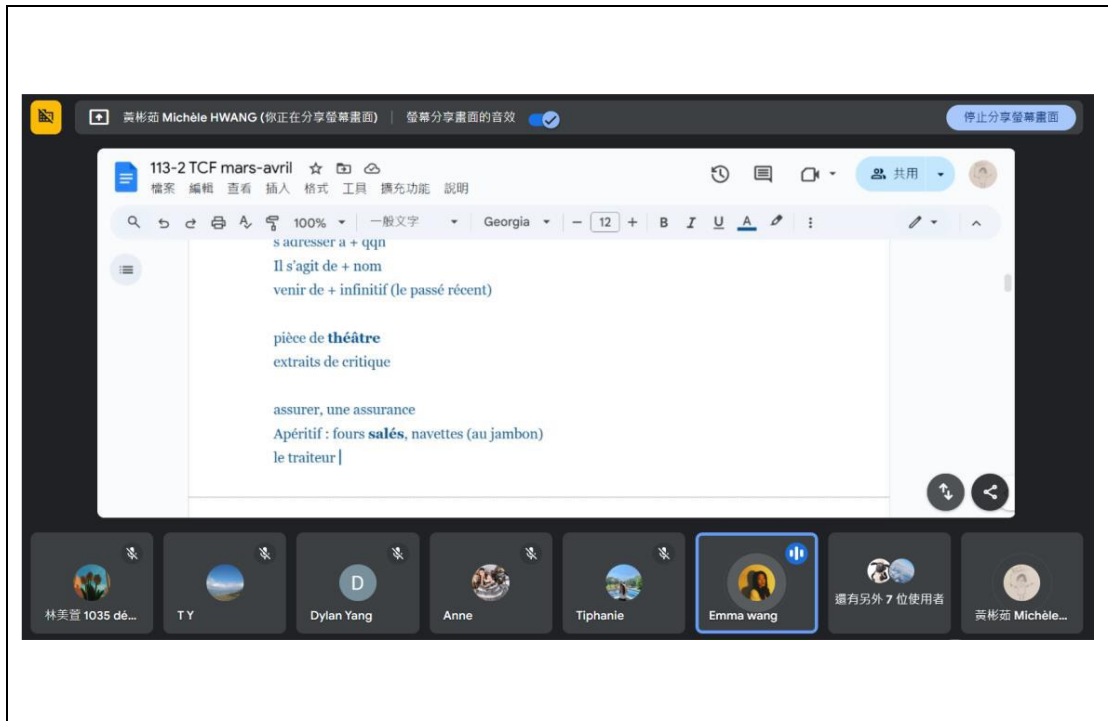 黃彬茹 Michèle HWANG (你正在分享螢幕畫面) | 螢幕分享畫面的音效
停止分享螢幕畫面
113-2 TCF mars-avril
檔案 編輯 查看 插入 格式 工具 擴充功能 說明
共用
100% 一般文字 Georgia − 12 + B I U A
s'adresser à + qqn
Il s'agit de + nom
venir de + infinitif (le passé récent)
pièce de théâtre
extraits de critique
assurer, une assurance
Apéritif : fours salés, navettes (au jambon)
le traiteur
D
林美萱 1035 dé...
T Y
Dylan Yang
Anne
Tiphanie
Emma wang
還有另外 7 位使用者
黃彬茹 Michèle...